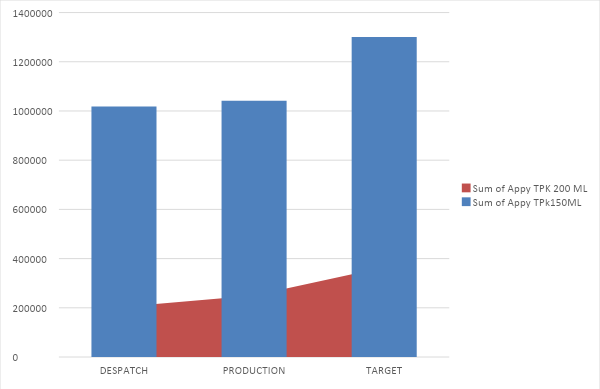 1400000
1200000
1000000
800000
600000
400000
200000
0
DESPATCH
PRODUCTION
TARGET
Sum of Appy TPK 200 ML
Sum of Appy TPk150ML